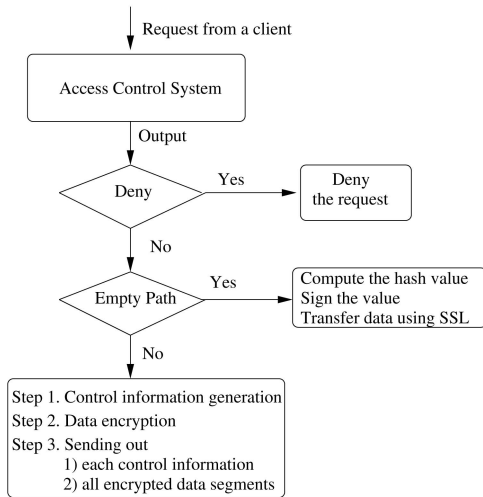 Request from a client
Access Control System
Output
Deny
Yes
Deny
the request
No
Empty Path
Yes
Compute the hash value
Sign the value
Transfer data using SSL
No
Step 1. Control information generation
Step 2. Data encryption
Step 3. Sending out
1) each control information
2) all encrypted data segments